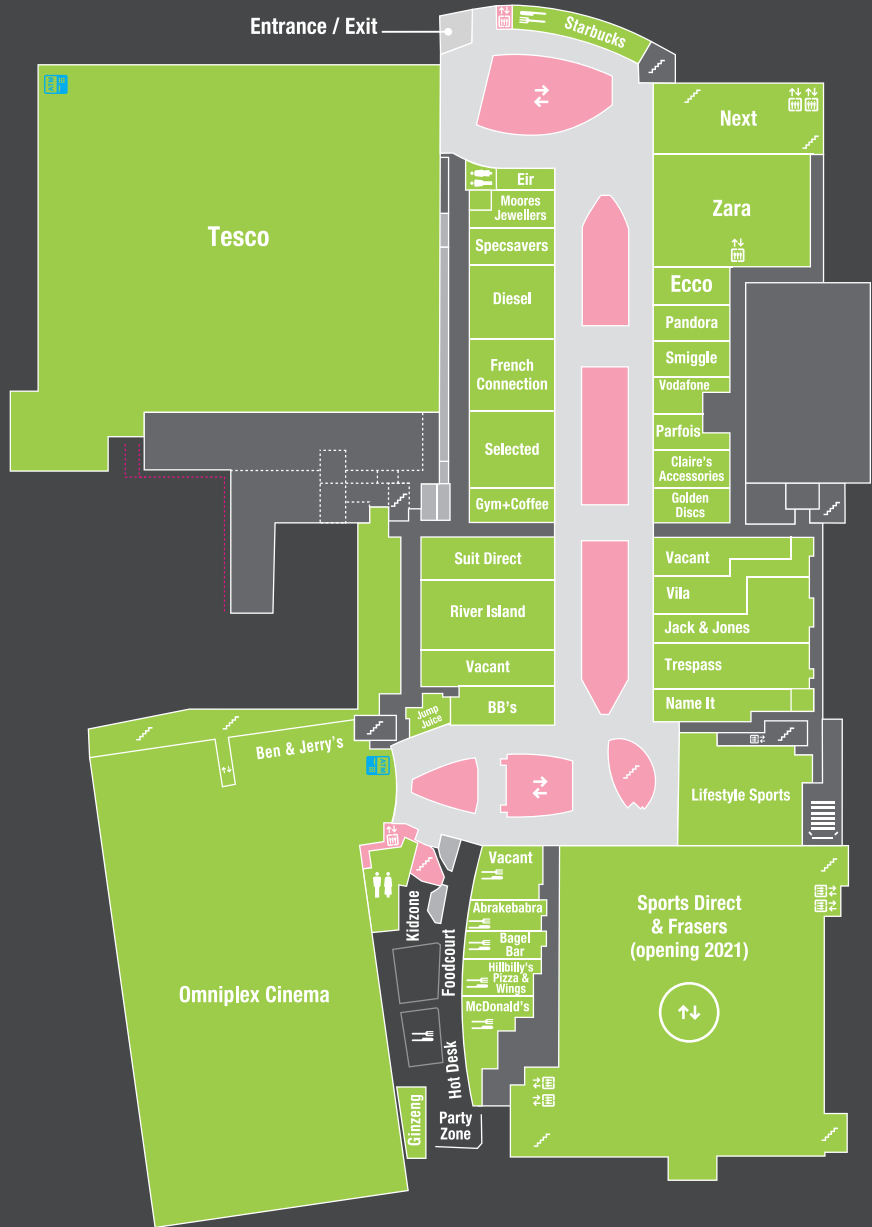 Entrance / Exit
Starbucks
ATM
Next
Tesco
Eir
Moores
Jewellers
Zara
Specsavers
Diesel
Ecco
Pandora
French
Connection
Smiggle
Vodafone
Selected
Parfois
Claire's
Accessories
Gym+Coffee
Golden
Discs
Suit Direct
Vacant
River Island
Vila
Jack & Jones
Vacant
Trespass
Jump
Juice
BB's
Name It
Ben & Jerry's
ATM
Lifestyle Sports
Vacant
Kidzone
Abrakebabra
Sports Direct
& Frasers
(opening 2021)
Bagel
Bar
Foodcourt
Hillbilly's
Pizza &
Wings
Omniplex Cinema
McDonald's
Hot Desk
Ginzeng
Party
Zone